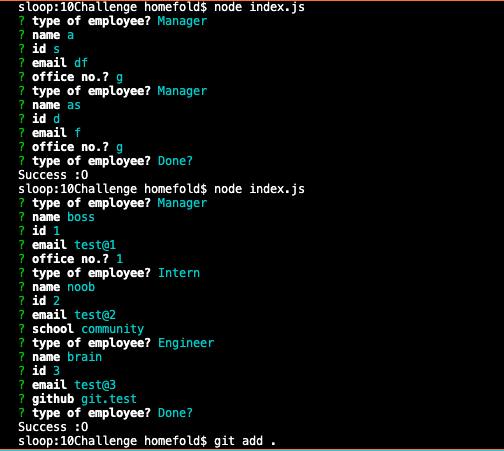 sloop:10Challenge homefold$ node index.js
? type of employee? Manager
? name a
? id s
? email df
? office no.? g
? type of employee? Manager
? name as
? id d
? email f
? office no.? g
? type of employee? Done?
Success :O
sloop:10Challenge homefold$ node index.js
? type of employee? Manager
? name boss
? id 1
? email test@1
? office no.? 1
? type of employee? Intern
? name noob
? id 2
? email test@2
? school community
? type of employee? Engineer
? name brain
? id 3
? email test@3
? github git.test
? type of employee? Done?
Success :O
sloop:10Challenge homefold$ git add .